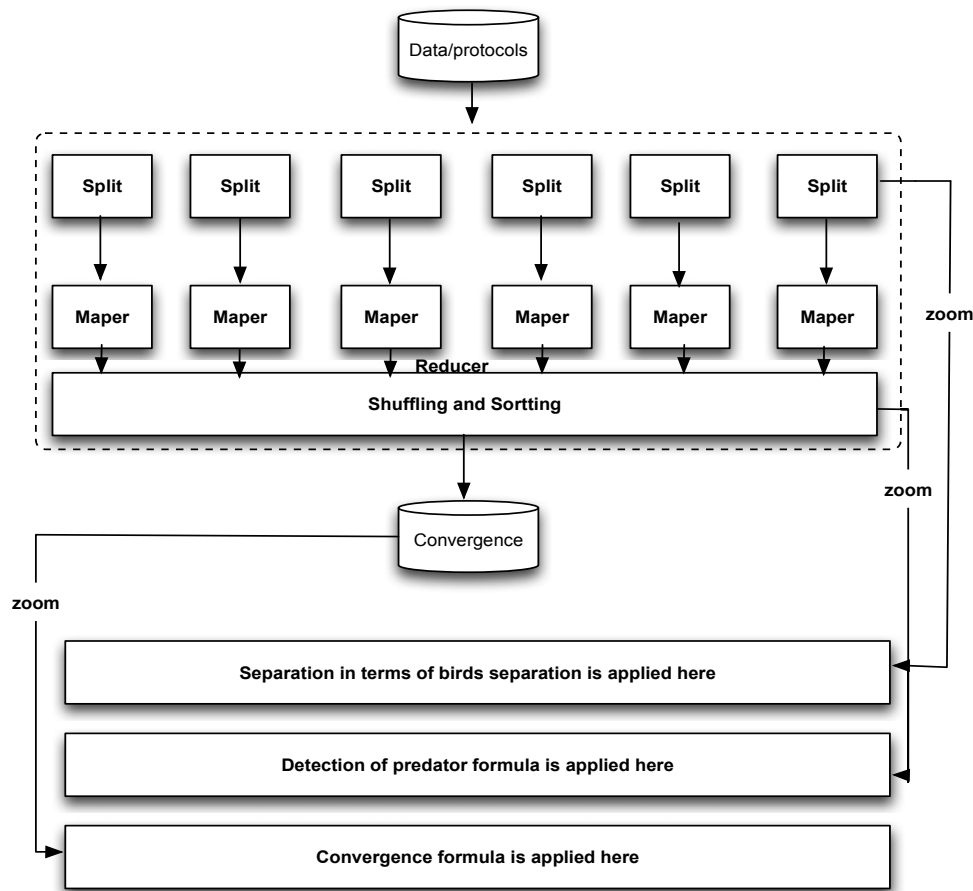 Data/protocols
Split Split Split Split Split Split
Maper Maper Maper Maper Maper Maper
zoom
Reducer
Shuffling and Sortting
zoom
Convergence
zoom
Separation in terms of birds separation is applied here
Detection of predator formula is applied here
Convergence formula is applied here